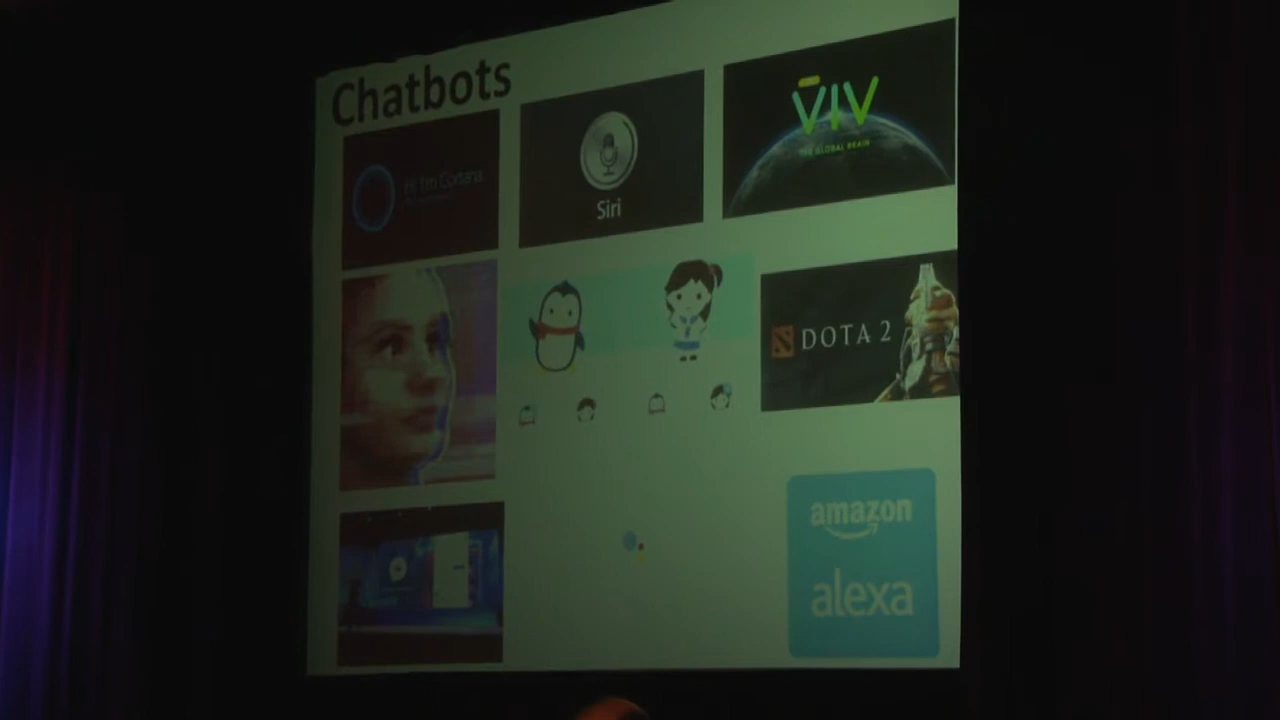 Chatbots
Hi. I'm Cortana.
Siri
VIV
THE GLOBAL BRAIN
DOTA 2
amazon
alexa